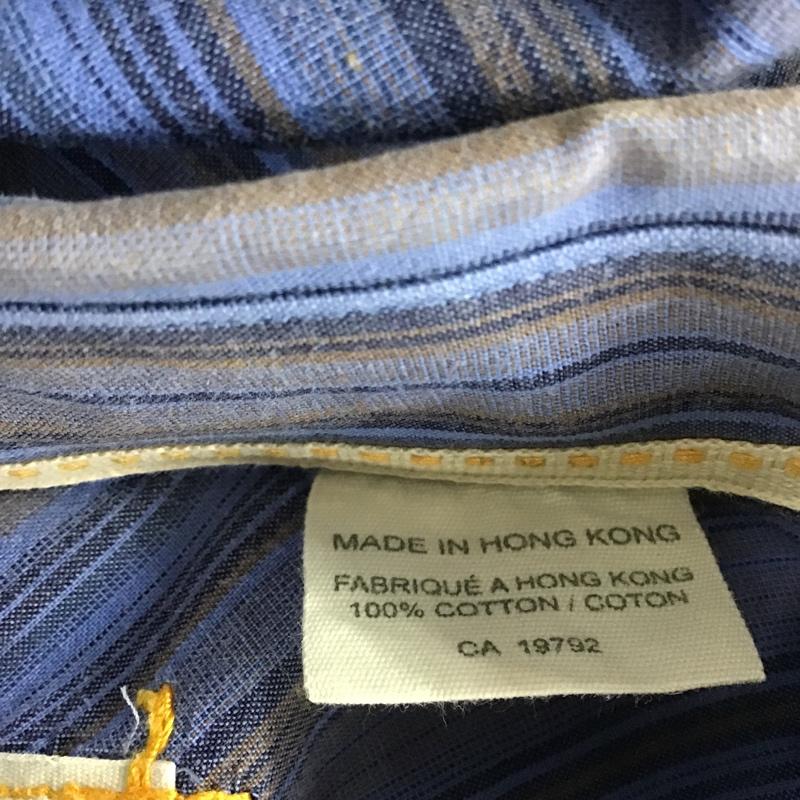 MADE IN HONG KONG
FABRIQUÉ A HONG KONG
100% COTTON / COTON
CA 19792